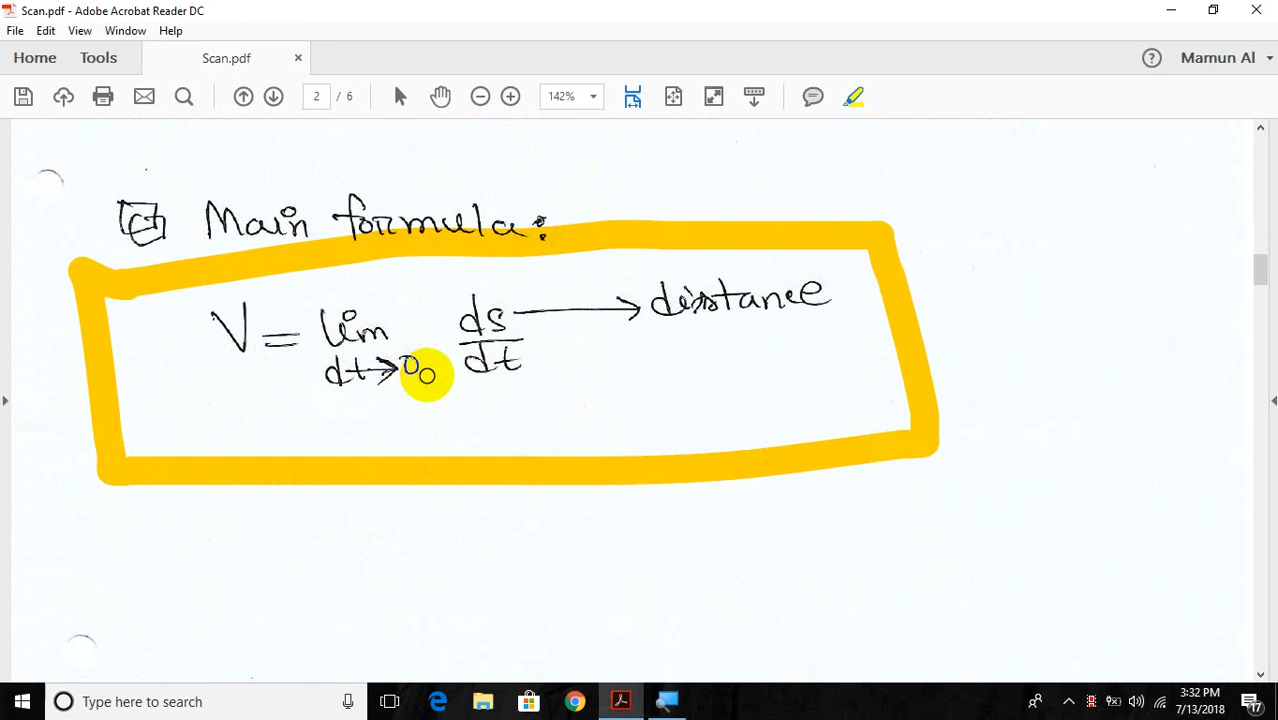 Scan.pdf - Adobe Acrobat Reader DC
File Edit View Window Help
Home Tools Scan.pdf × ? Mamun Al
2 / 6 142%
Main formula:
V = lim ds/dt → distance
dt→0
Type here to search
3:32 PM
7/13/2018
17